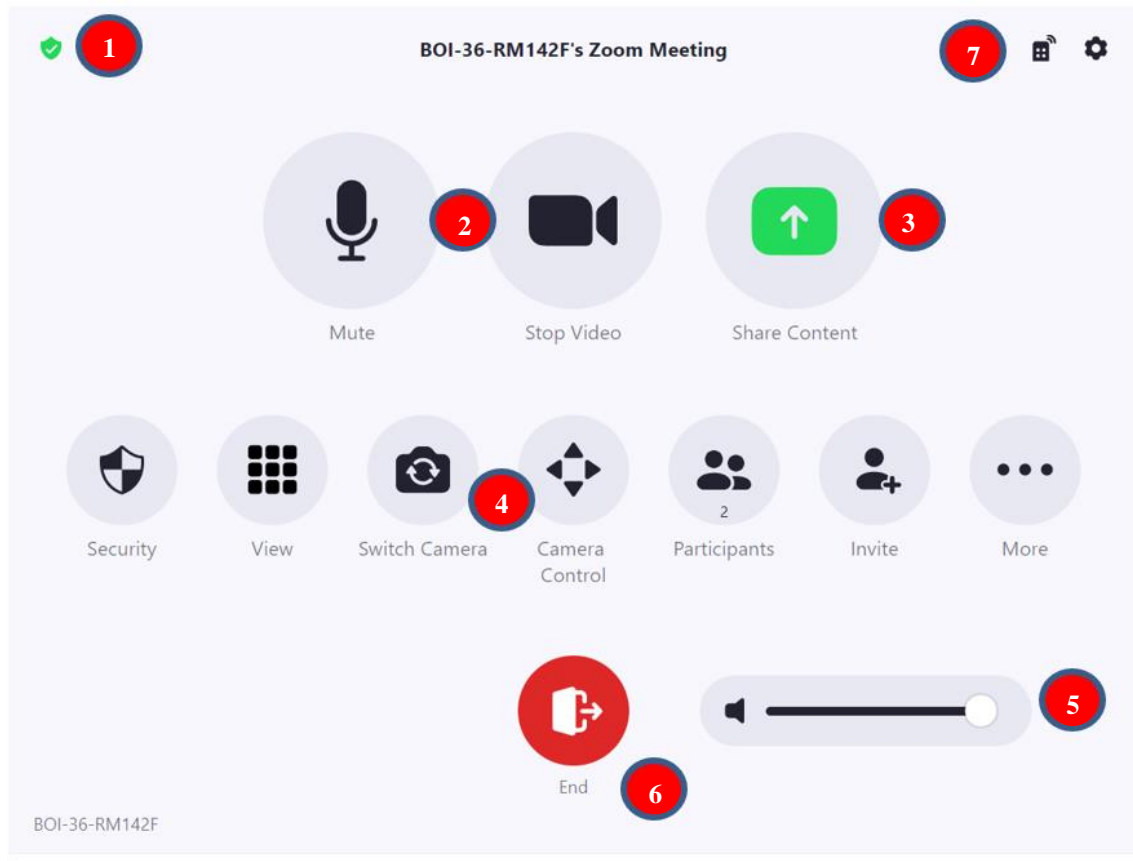 1
BOI-36-RM142F's Zoom Meeting
7
2
3
Mute
Stop Video
Share Content
4
2
Security
View
Switch Camera
Camera
Control
Participants
Invite
More
5
End
6
BOI-36-RM142F